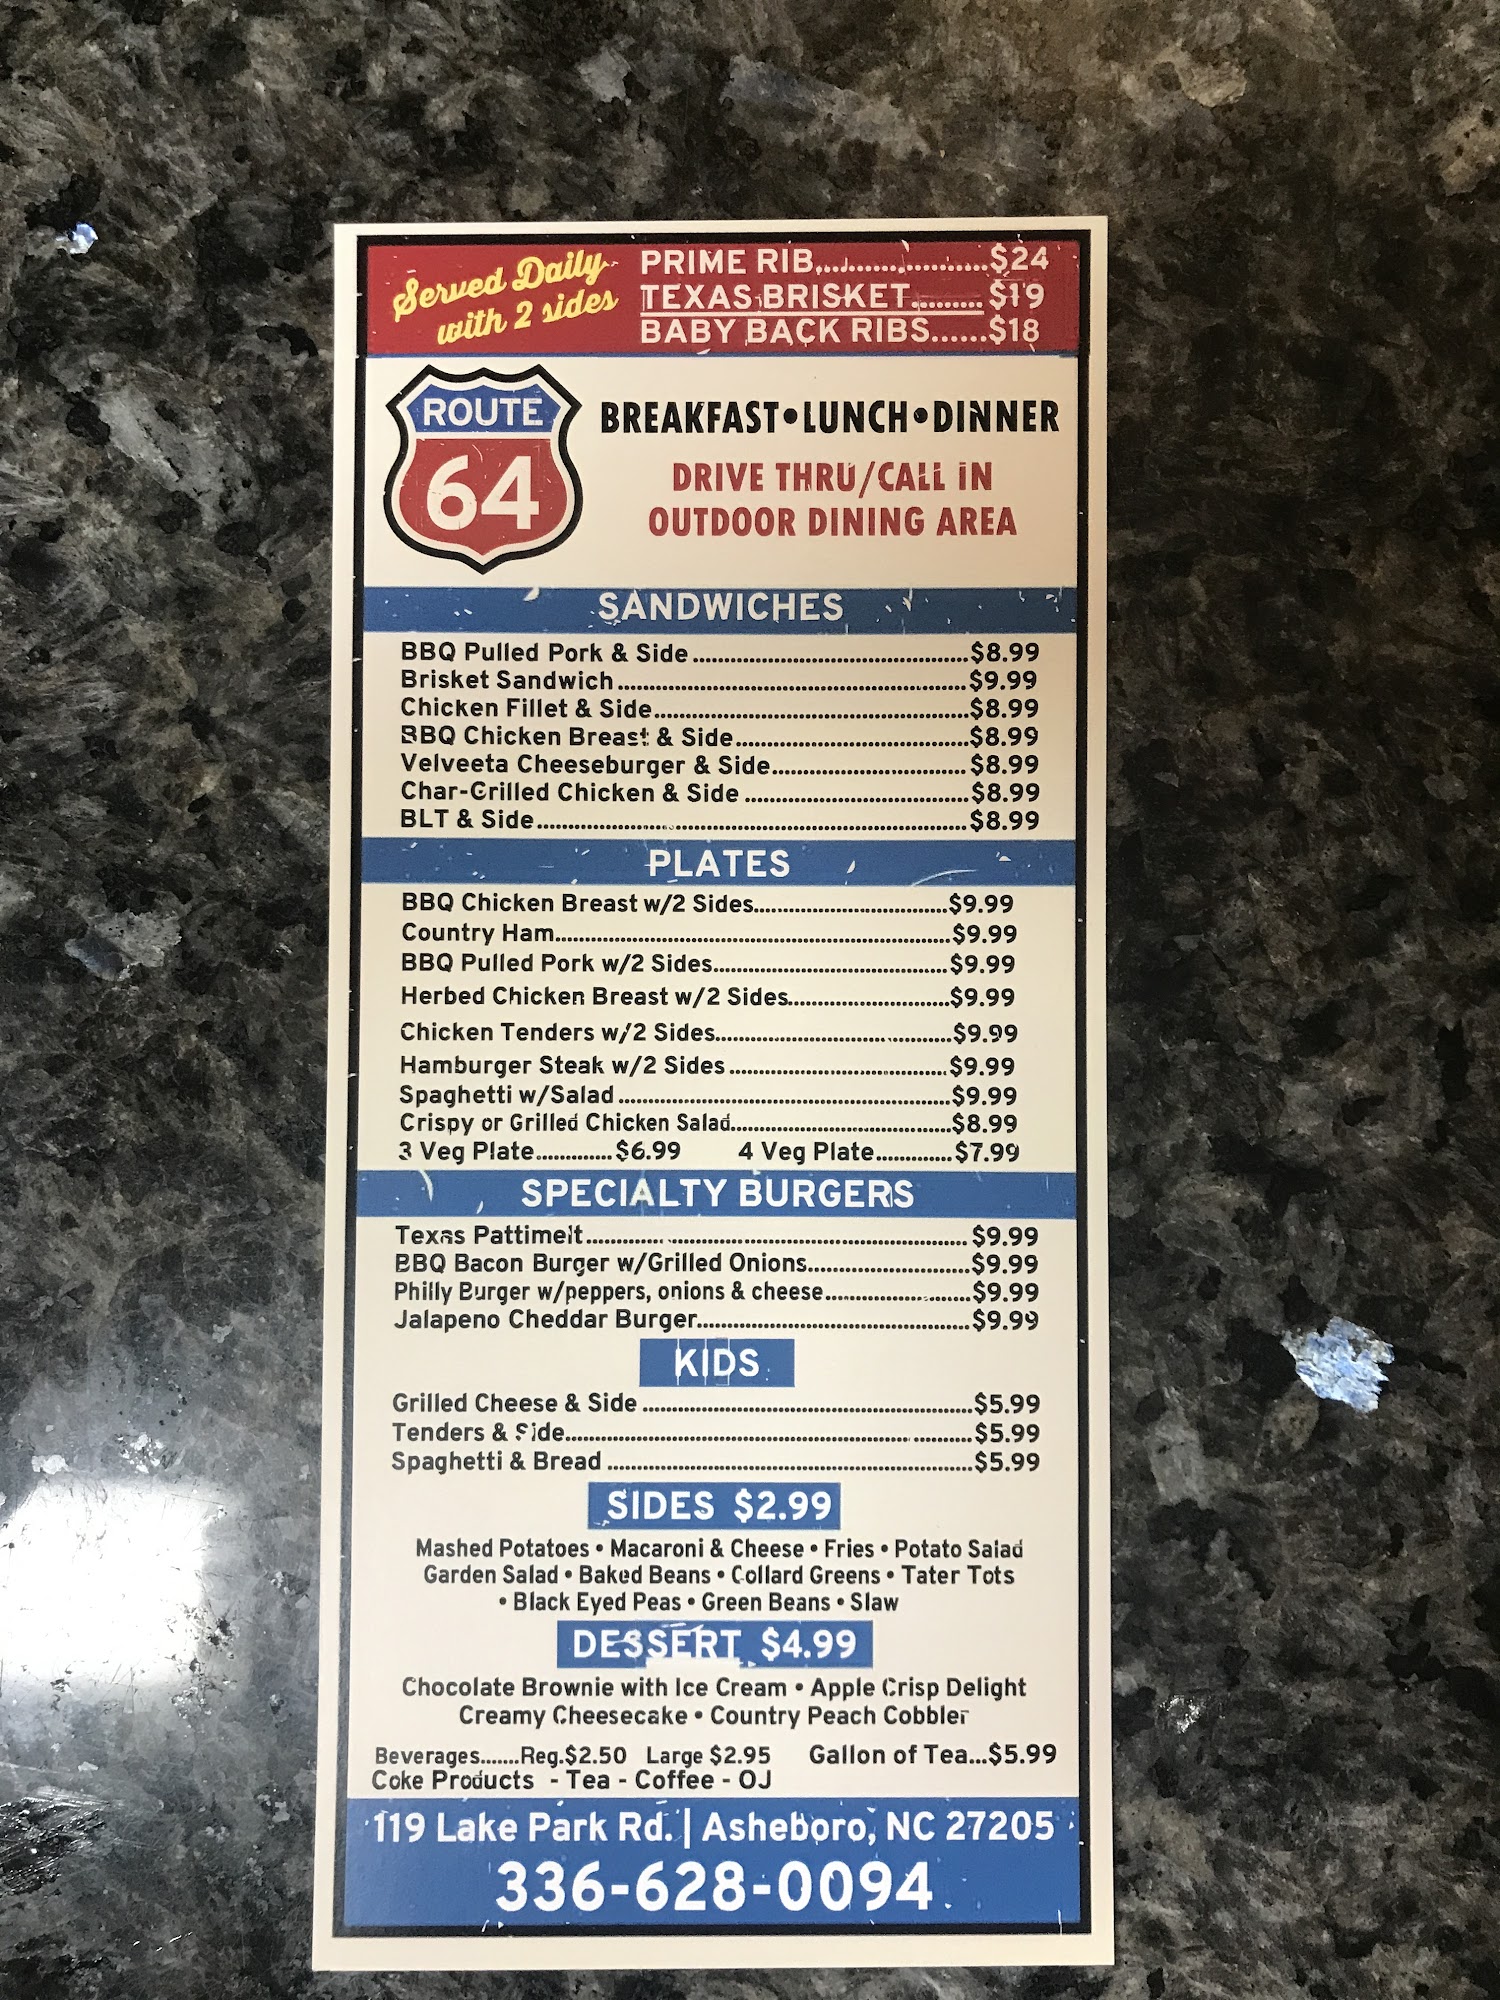 Served Daily
with 2 sides
PRIME RIB....................$24
TEXAS BRISKET.........$19
BABY BACK RIBS......$18
ROUTE
64
BREAKFAST•LUNCH•DINNER
DRIVE THRU/CALL IN
OUTDOOR DINING AREA
SANDWICHES
BBQ Pulled Pork & Side..........$8.99
Brisket Sandwich..........$9.99
Chicken Fillet & Side..........$8.99
BBQ Chicken Breast & Side..........$8.99
Velveeta Cheeseburger & Side..........$8.99
Char-Grilled Chicken & Side..........$8.99
BLT & Side..........$8.99
PLATES
BBQ Chicken Breast w/2 Sides..........$9.99
Country Ham..........$9.99
BBQ Pulled Pork w/2 Sides..........$9.99
Herbed Chicken Breast w/2 Sides..........$9.99
Chicken Tenders w/2 Sides..........$9.99
Hamburger Steak w/2 Sides..........$9.99
Spaghetti w/Salad..........$9.99
Crispy or Grilled Chicken Salad..........$8.99
3 Veg Plate.............$6.99 4 Veg Plate.............$7.99
SPECIALTY BURGERS
Texas Pattimelt..........$9.99
BBQ Bacon Burger w/Grilled Onions..........$9.99
Philly Burger w/peppers, onions & cheese..........$9.99
Jalapeno Cheddar Burger..........$9.99
KIDS
Grilled Cheese & Side..........$5.99
Tenders & Side..........$5.99
Spaghetti & Bread..........$5.99
SIDES $2.99
Mashed Potatoes • Macaroni & Cheese • Fries • Potato Salad
Garden Salad • Baked Beans • Collard Greens • Tater Tots
• Black Eyed Peas • Green Beans • Slaw
DESSERT $4.99
Chocolate Brownie with Ice Cream • Apple Crisp Delight
Creamy Cheesecake • Country Peach Cobbler
Beverages.......Reg.$2.50 Large $2.95 Gallon of Tea...$5.99
Coke Products - Tea - Coffee - OJ
119 Lake Park Rd. | Asheboro, NC 27205
336-628-0094